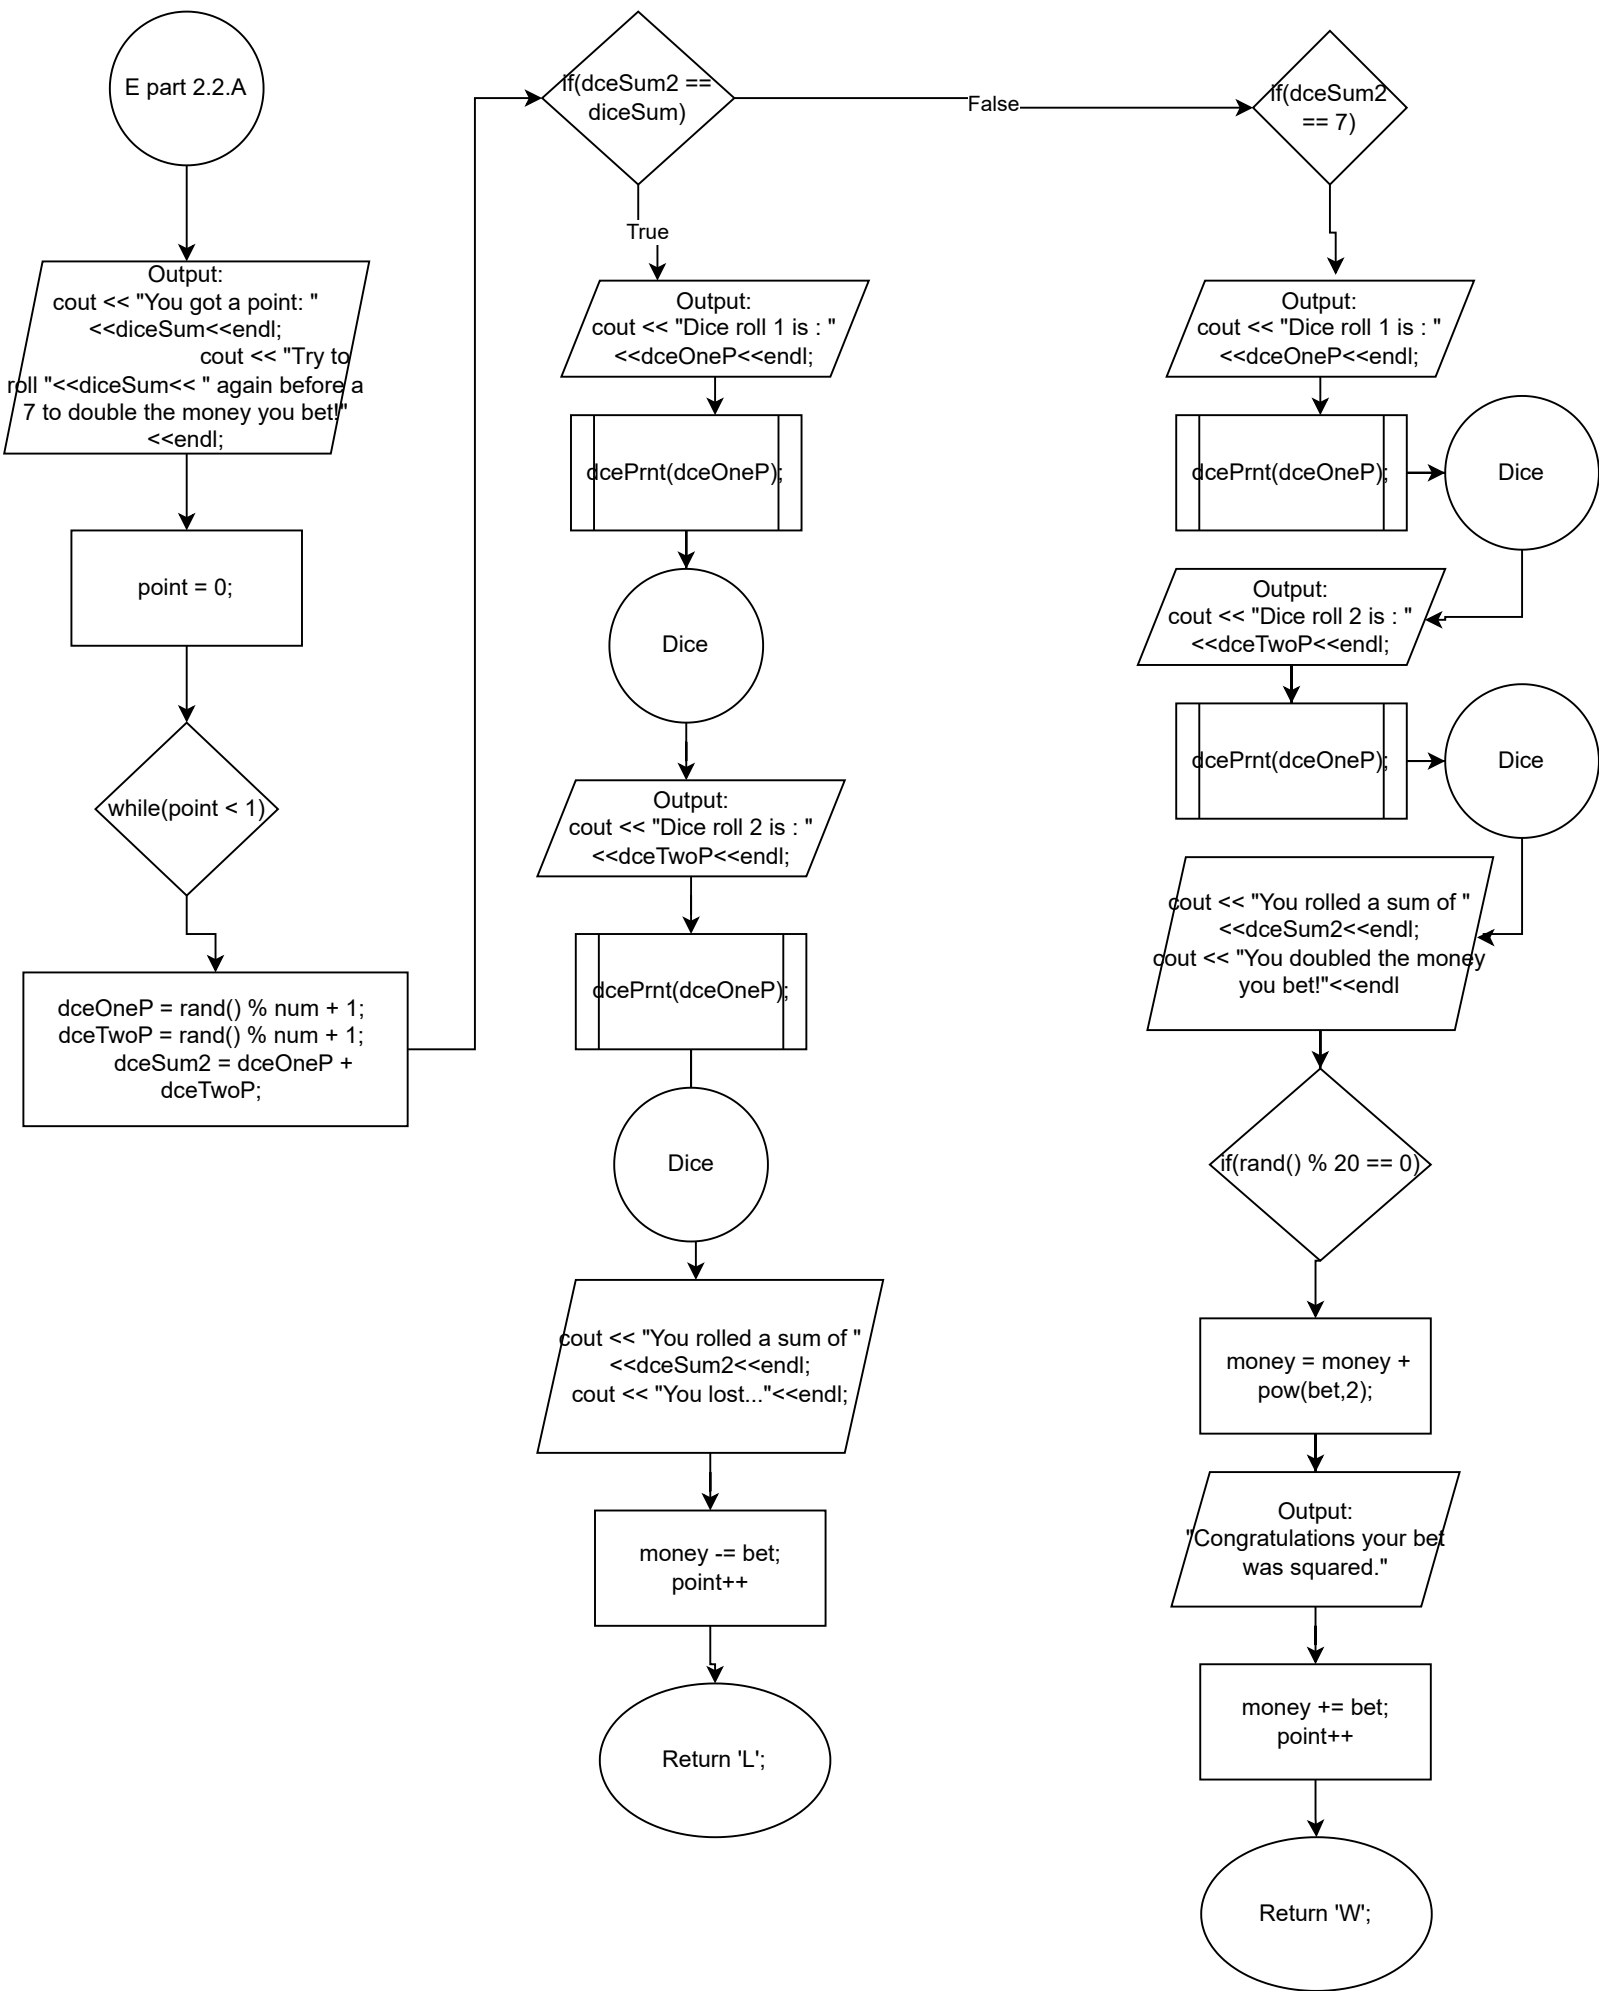 E part 2.2.A
Output:
cout << "You got a point: "
<<diceSum<<endl;
cout << "Try to
roll "<<diceSum<< " again before a
7 to double the money you bet!"
<<endl;
point = 0;
while(point < 1)
dceOneP = rand() % num + 1;
dceTwoP = rand() % num + 1;
dceSum2 = dceOneP +
dceTwoP;
if(dceSum2 ==
diceSum)
True
Output:
cout << "Dice roll 1 is : "
<<dceOneP<<endl;
dcePrnt(dceOneP);
Dice
Output:
cout << "Dice roll 2 is : "
<<dceTwoP<<endl;
dcePrnt(dceOneP);
Dice
cout << "You rolled a sum of "
<<dceSum2<<endl;
cout << "You lost..."<<endl;
money -= bet;
point++
Return 'L';
False
if(dceSum2
== 7)
Output:
cout << "Dice roll 1 is : "
<<dceOneP<<endl;
dcePrnt(dceOneP);
Dice
Output:
cout << "Dice roll 2 is : "
<<dceTwoP<<endl;
dcePrnt(dceOneP);
Dice
cout << "You rolled a sum of "
<<dceSum2<<endl;
cout << "You doubled the money
you bet!"<<endl
if(rand() % 20 == 0)
money = money +
pow(bet,2);
Output:
"Congratulations your bet
was squared."
money += bet;
point++
Return 'W';